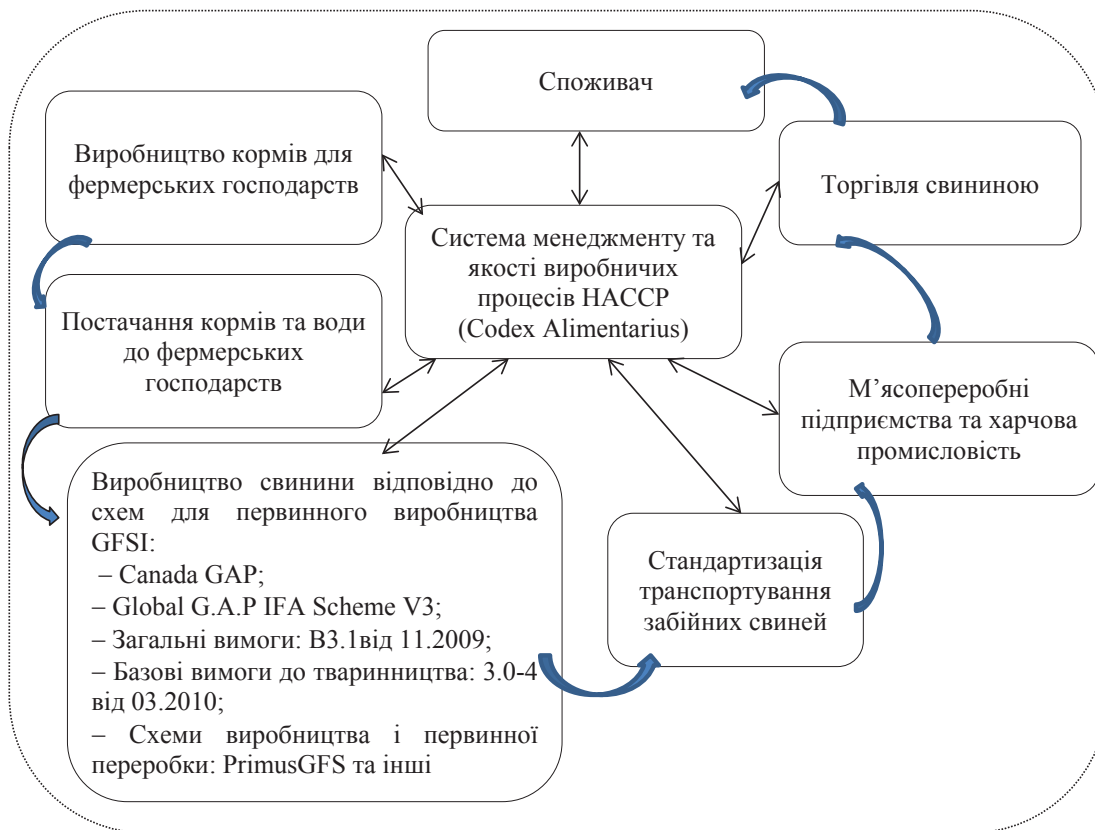 Споживач
Виробництво кормів для
фермерських господарств
Торгівля свининою
Система менеджменту та
якості виробничих
процесів НАССР
(Codex Alimentarius)
Постачання кормів та води
до фермерських
господарств
М’ясопереробні
підприємства та харчова
промисловість
Виробництво свинини відповідно до
схем для первинного виробництва
GFSI:
– Canada GAP;
– Global G.A.P IFA Scheme V3;
– Загальні вимоги: В3.1від 11.2009;
– Базові вимоги до тваринництва: 3.0-4
від 03.2010;
– Схеми виробництва і первинної
переробки: PrimusGFS та інші
Стандартизація
транспортування
забійних свиней